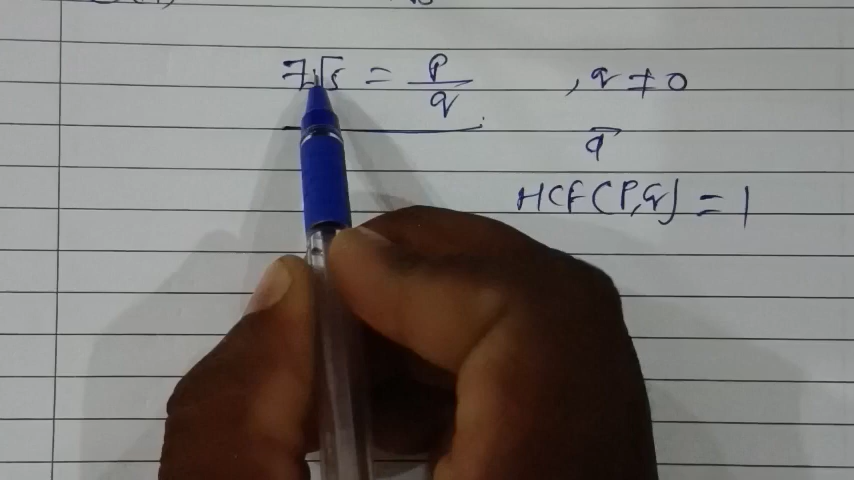 7√5 = p/q , q ≠ 0
q
HCF (P,q) = 1